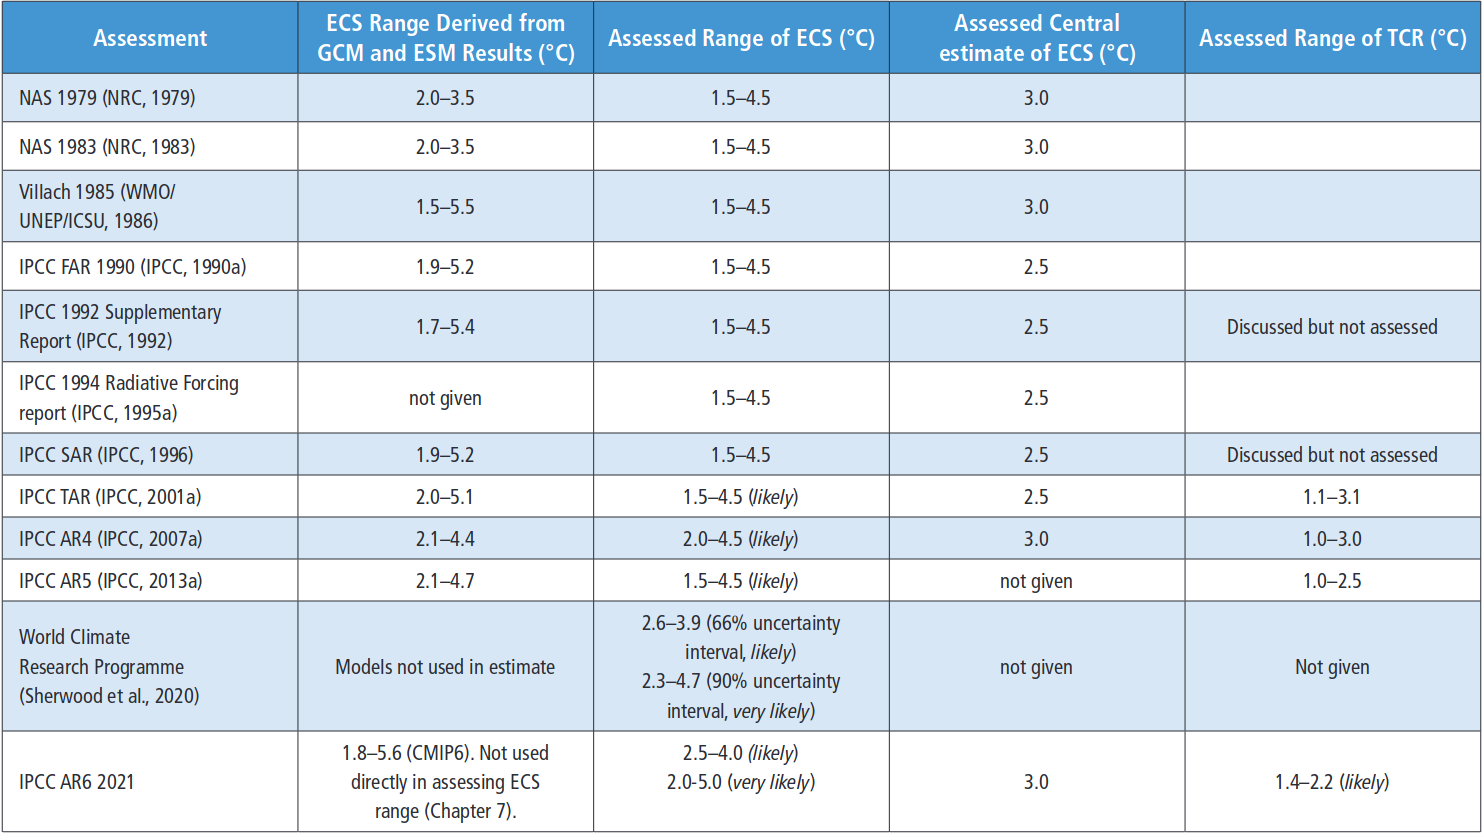 Assessment
ECS Range Derived from
GCM and ESM Results (°C)
Assessed Range of ECS (°C)
Assessed Central
estimate of ECS (°C)
Assessed Range of TCR (°C)
NAS 1979 (NRC, 1979)
2.0–3.5
1.5–4.5
3.0
NAS 1983 (NRC, 1983)
2.0–3.5
1.5–4.5
3.0
Villach 1985 (WMO/
UNEP/ICSU, 1986)
1.5–5.5
1.5–4.5
3.0
IPCC FAR 1990 (IPCC, 1990a)
1.9–5.2
1.5–4.5
2.5
IPCC 1992 Supplementary
Report (IPCC, 1992)
1.7–5.4
1.5–4.5
2.5
Discussed but not assessed
IPCC 1994 Radiative Forcing
report (IPCC, 1995a)
not given
1.5–4.5
2.5
IPCC SAR (IPCC, 1996)
1.9–5.2
1.5–4.5
2.5
Discussed but not assessed
IPCC TAR (IPCC, 2001a)
2.0–5.1
1.5–4.5 (likely)
2.5
1.1–3.1
IPCC AR4 (IPCC, 2007a)
2.1–4.4
2.0–4.5 (likely)
3.0
1.0–3.0
IPCC AR5 (IPCC, 2013a)
2.1–4.7
1.5–4.5 (likely)
not given
1.0–2.5
World Climate
Research Programme
(Sherwood et al., 2020)
Models not used in estimate
2.6–3.9 (66% uncertainty
interval, likely)
2.3–4.7 (90% uncertainty
interval, very likely)
not given
Not given
IPCC AR6 2021
1.8–5.6 (CMIP6). Not used
directly in assessing ECS
range (Chapter 7).
2.5–4.0 (likely)
2.0-5.0 (very likely)
3.0
1.4–2.2 (likely)